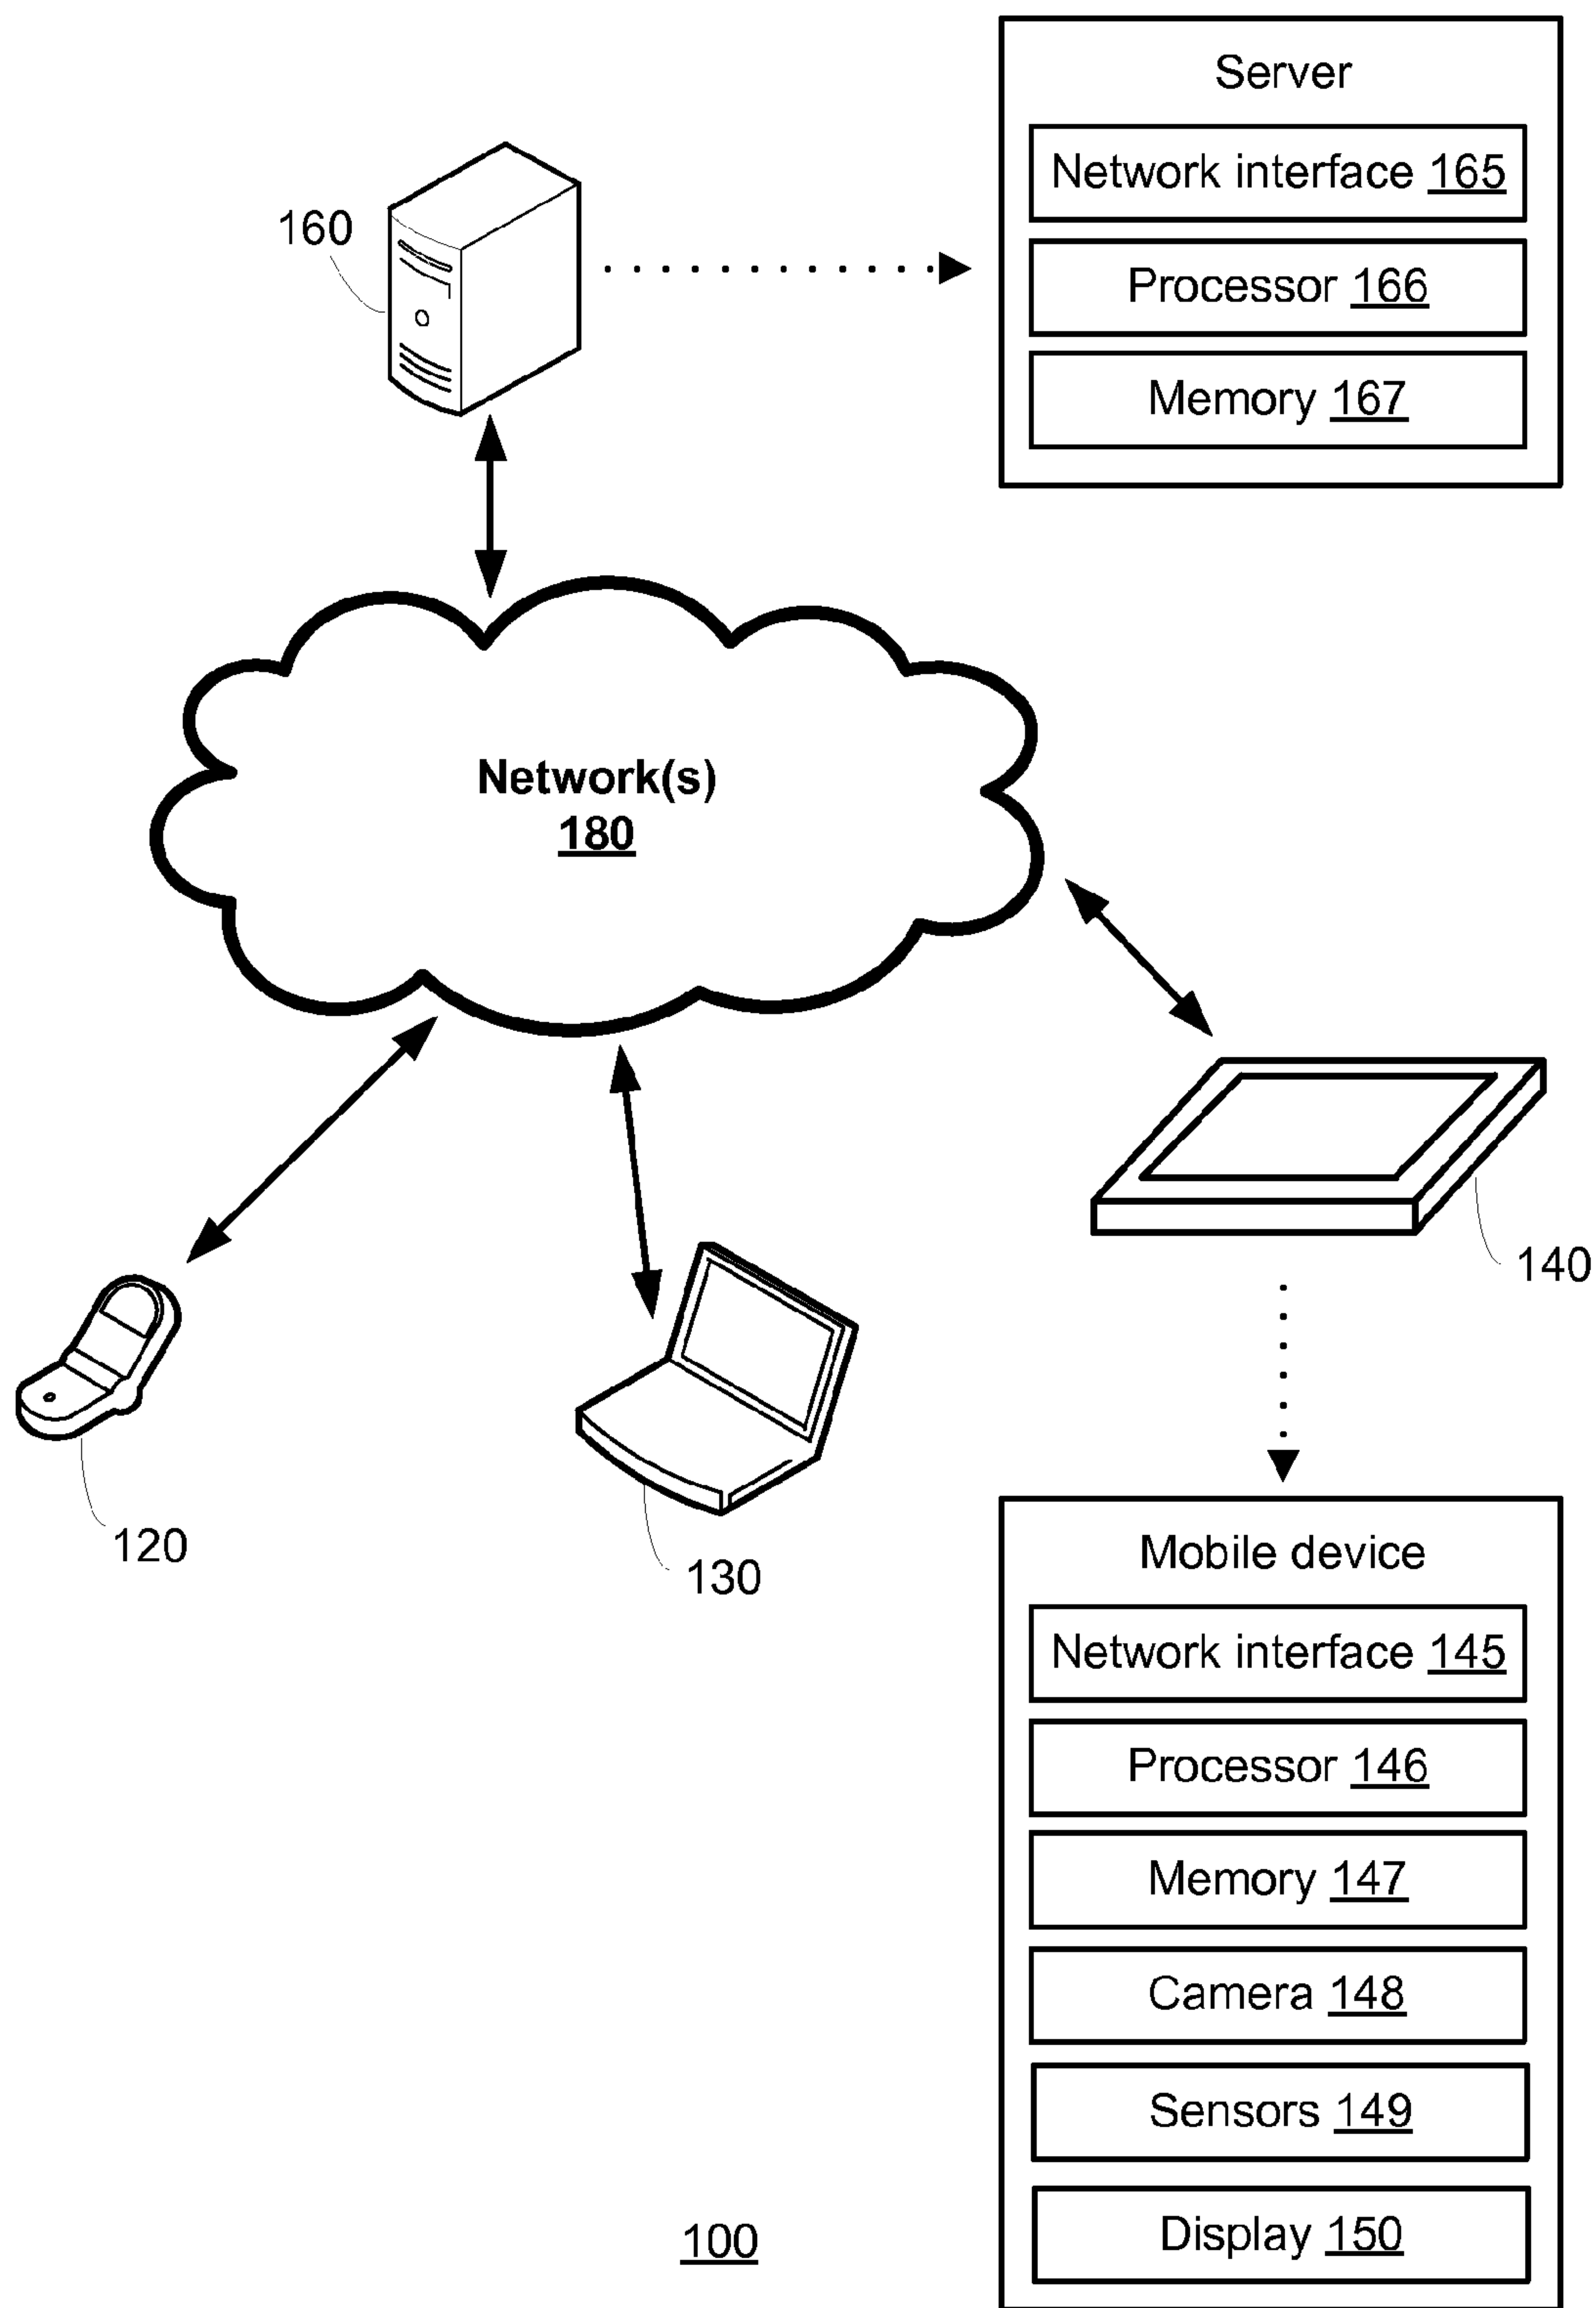 Server
Network interface 165
160
Processor 166
Memory 167
Network(s)
180
140
120
130
Mobile device
Network interface 145
Processor 146
Memory 147
Camera 148
Sensors 149
Display 150
100